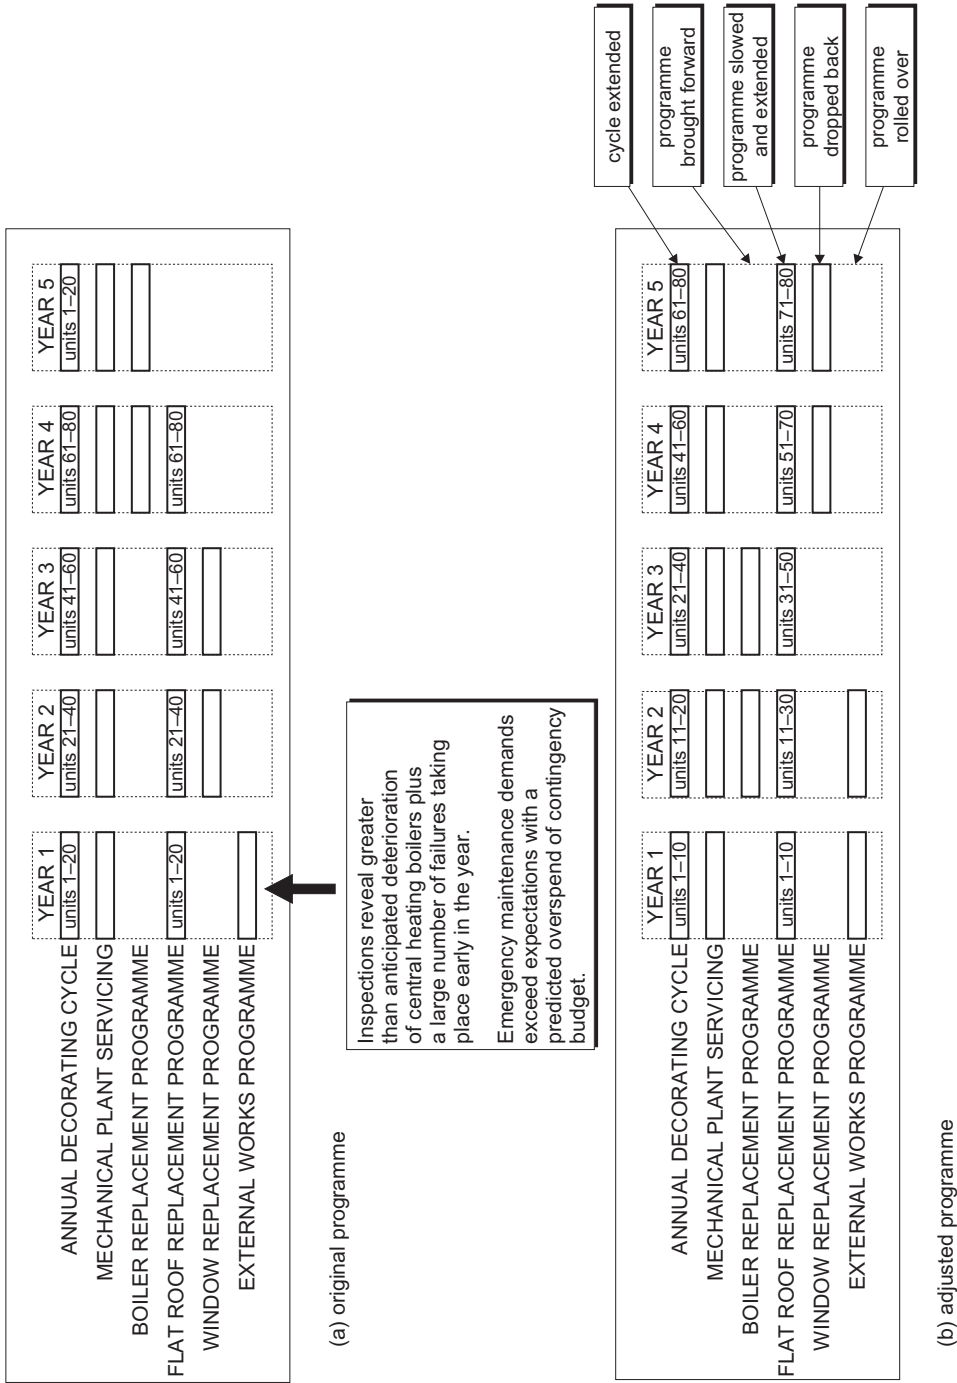 YEAR 1 YEAR 2 YEAR 3 YEAR 4 YEAR 5
ANNUAL DECORATING CYCLE units 1–20 units 21–40 units 41–60 units 61–80 units 1–20
MECHANICAL PLANT SERVICING
BOILER REPLACEMENT PROGRAMME
FLAT ROOF REPLACEMENT PROGRAMME units 1–20 units 21–40 units 41–60 units 61–80
WINDOW REPLACEMENT PROGRAMME
EXTERNAL WORKS PROGRAMME
(a) original programme
Inspections reveal greater
than anticipated deterioration
of central heating boilers plus
a large number of failures taking
place early in the year.
Emergency maintenance demands
exceed expectations with a
predicted overspend of contingency
budget.
YEAR 1 YEAR 2 YEAR 3 YEAR 4 YEAR 5
ANNUAL DECORATING CYCLE units 1–10 units 11–20 units 21–40 units 41–60 units 61–80
MECHANICAL PLANT SERVICING
BOILER REPLACEMENT PROGRAMME
FLAT ROOF REPLACEMENT PROGRAMME units 1–10 units 11–30 units 31–50 units 51–70 units 71–80
WINDOW REPLACEMENT PROGRAMME
EXTERNAL WORKS PROGRAMME
cycle extended
programme
brought forward
programme slowed
and extended
programme
dropped back
programme
rolled over
(b) adjusted programme